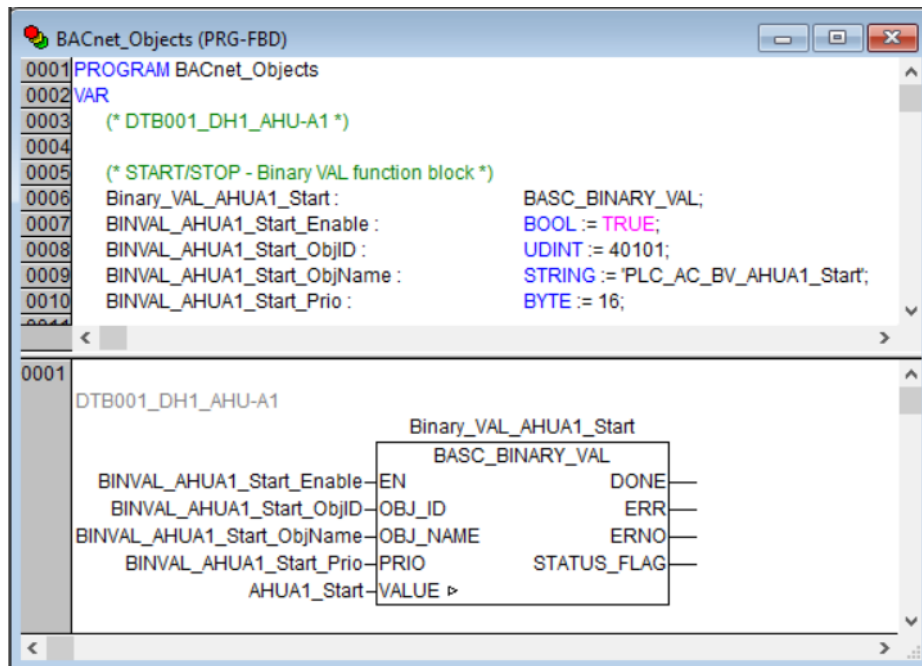 BACnet_Objects (PRG-FBD)
0001 PROGRAM BACnet_Objects
0002 VAR
0003 (* DTB001_DH1_AHU-A1 *)
0004
0005 (* START/STOP - Binary VAL function block *)
0006 Binary_VAL_AHUA1_Start : BASC_BINARY_VAL;
0007 BINVAL_AHUA1_Start_Enable : BOOL := TRUE;
0008 BINVAL_AHUA1_Start_ObjID : UDINT := 40101;
0009 BINVAL_AHUA1_Start_ObjName : STRING := 'PLC_AC_BV_AHUA1_Start';
0010 BINVAL_AHUA1_Start_Prio : BYTE := 16;
0001
DTB001_DH1_AHU-A1
Binary_VAL_AHUA1_Start
BASC_BINARY_VAL
BINVAL_AHUA1_Start_Enable EN DONE
BINVAL_AHUA1_Start_ObjID OBJ_ID ERR
BINVAL_AHUA1_Start_ObjName OBJ_NAME ERNO
BINVAL_AHUA1_Start_Prio PRIO STATUS_FLAG
AHUA1_Start VALUE